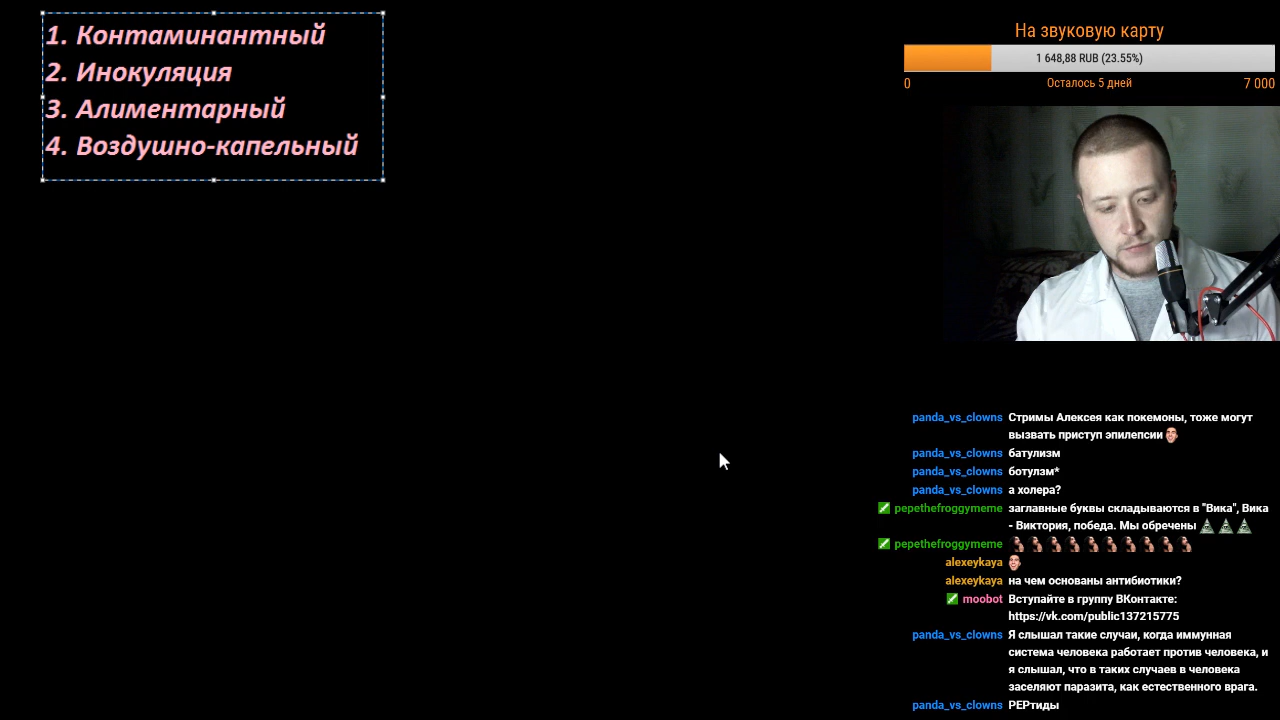 1. Контаминантный
2. Инокуляция
3. Алиментарный
4. Воздушно-капельный
На звуковую карту
1 648,88 RUB (23.55%)
0 Осталось 5 дней 7 000
panda_vs_clowns Стримы Алексея как покемоны, тоже могут
вызвать приступ эпилепсии
panda_vs_clowns батулизм
panda_vs_clowns ботулзм*
panda_vs_clowns а холера?
pepethefroggymeme заглавные буквы складываются в "Вика", Вика
- Виктория, победа. Мы обречены
pepethefroggymeme
alexeykaya
alexeykaya на чем основаны антибиотики?
moobot Вступайте в группу ВКонтакте:
https://vk.com/public137215775
panda_vs_clowns Я слышал такие случаи, когда иммунная
система человека работает против человека, и
я слышал, что в таких случаев в человека
заселяют паразита, как естественного врага.
panda_vs_clowns РЕРтиды